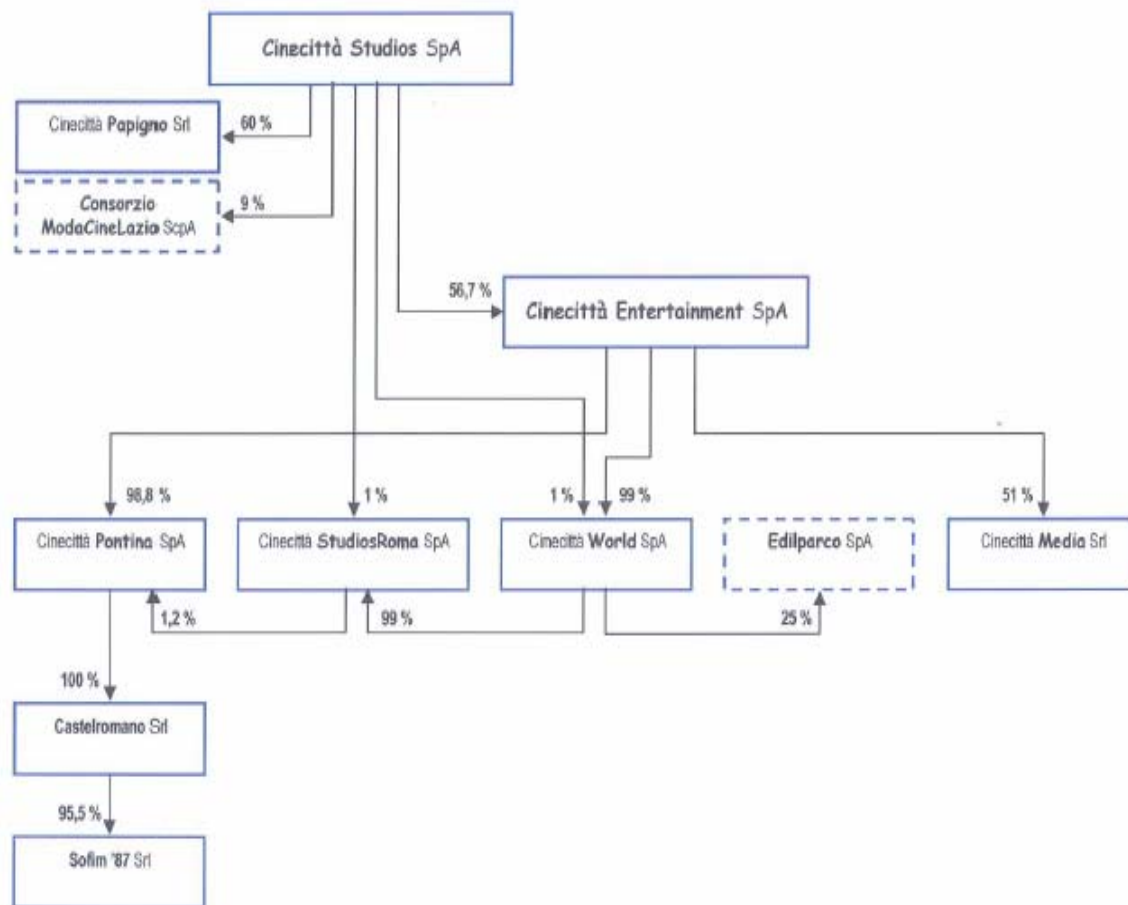 Cinecittà Studios SpA
Cinecittà Papigno Srl
60 %
Consorzio
ModaCineLazio ScpA
9 %
56,7 %
Cinecittà Entertainment SpA
98,8 %
1 %
1 %
99 %
51 %
Cinecittà Pontina SpA
Cinecittà StudiosRoma SpA
Cinecittà World SpA
Edilparco SpA
Cinecittà Media Srl
1,2 %
99 %
25 %
100 %
Castelromano Srl
95,5 %
Sofim '87 Srl